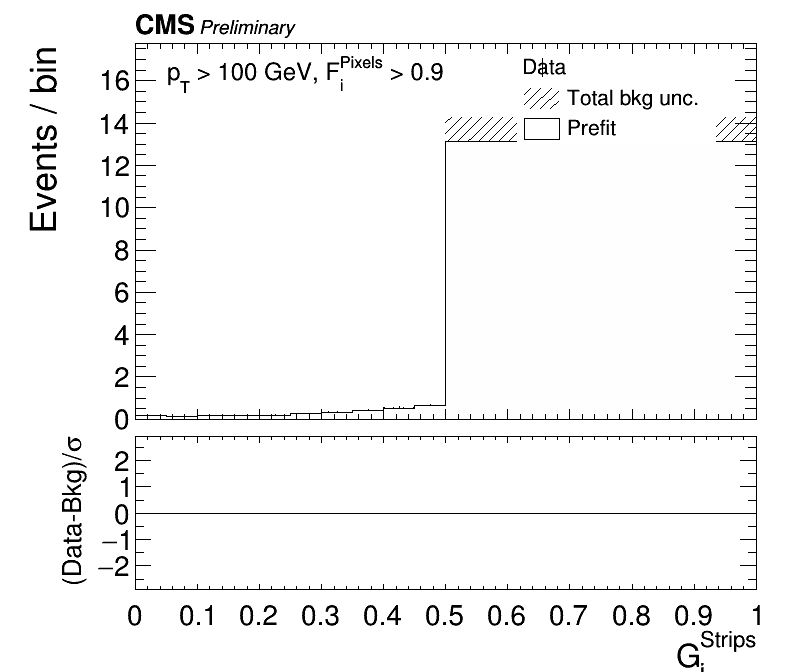 CMS Preliminary
p_T > 100 GeV, F_i^Pixels > 0.9
Data
Total bkg unc.
Prefit
Events / bin
16
14
12
10
8
6
4
2
0
(Data-Bkg)/σ
2
1
0
−1
−2
0 0.1 0.2 0.3 0.4 0.5 0.6 0.7 0.8 0.9 1
G_i^Strips